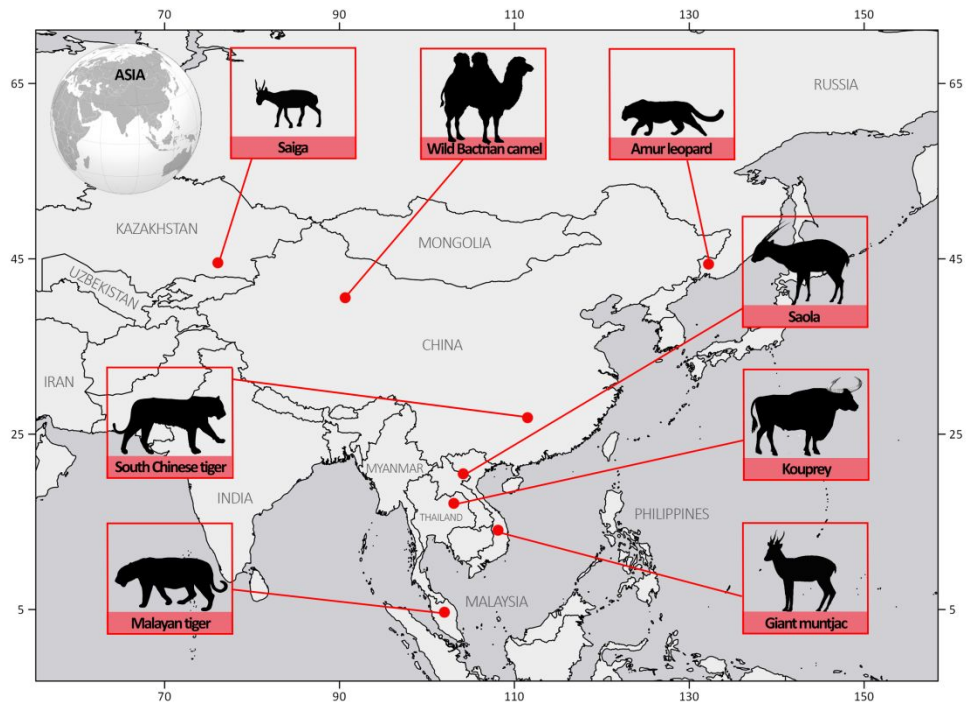 70 90 110 130 150
ASIA
65 65
RUSSIA
Saiga
Wild Bactrian camel
Amur leopard
KAZAKHSTAN
MONGOLIA
45 45
UZBEKISTAN
Saola
CHINA
IRAN
25 25
South Chinese tiger
MYANMAR
Kouprey
INDIA
THAILAND
PHILIPPINES
MALAYSIA
5 5
Malayan tiger
Giant muntjac
70 90 110 130 150